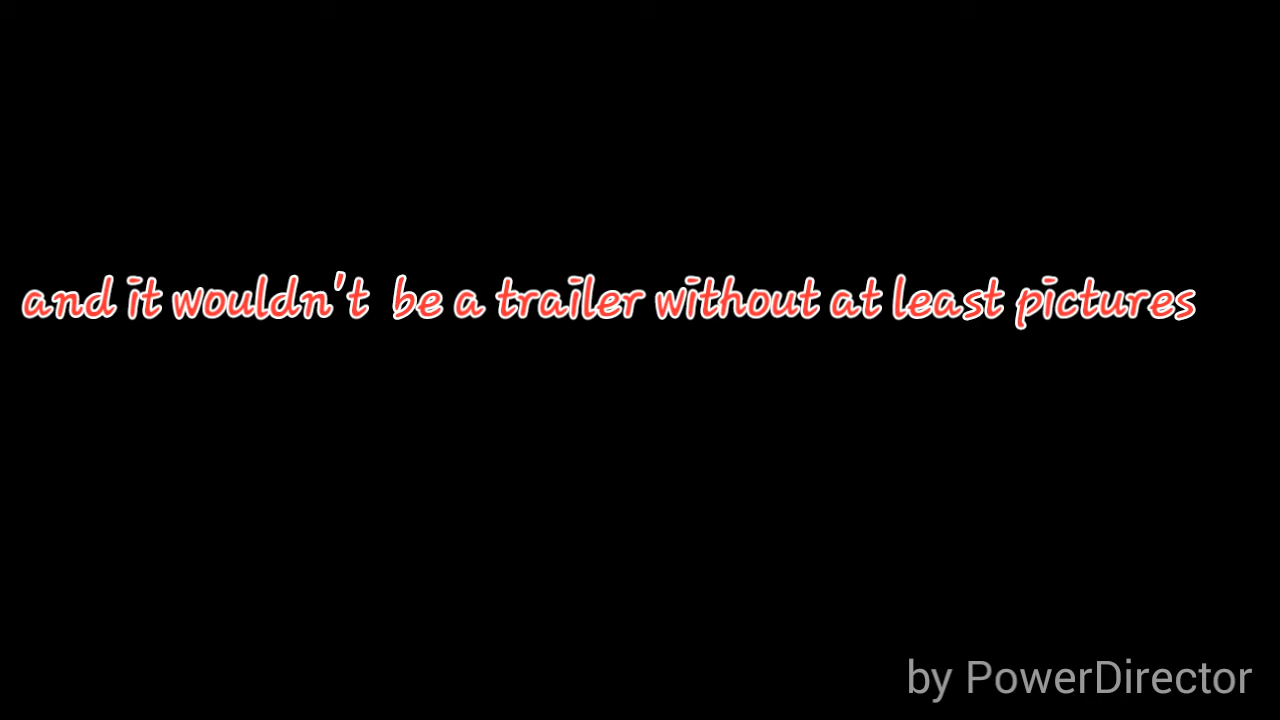 and it wouldn't  be a trailer without at least pictures
by PowerDirector